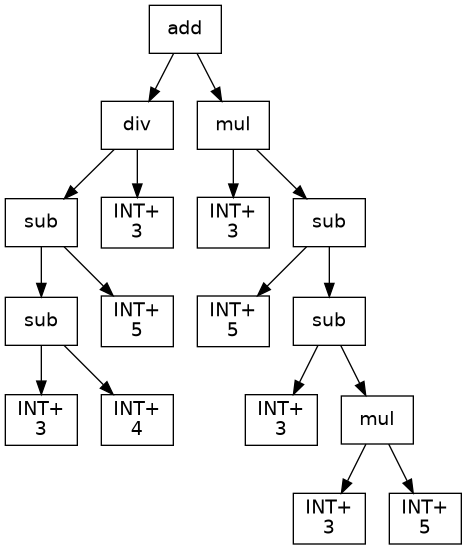 add
div
mul
sub
INT+
3
INT+
3
sub
sub
INT+
5
INT+
5
sub
INT+
3
INT+
4
INT+
3
mul
INT+
3
INT+
5